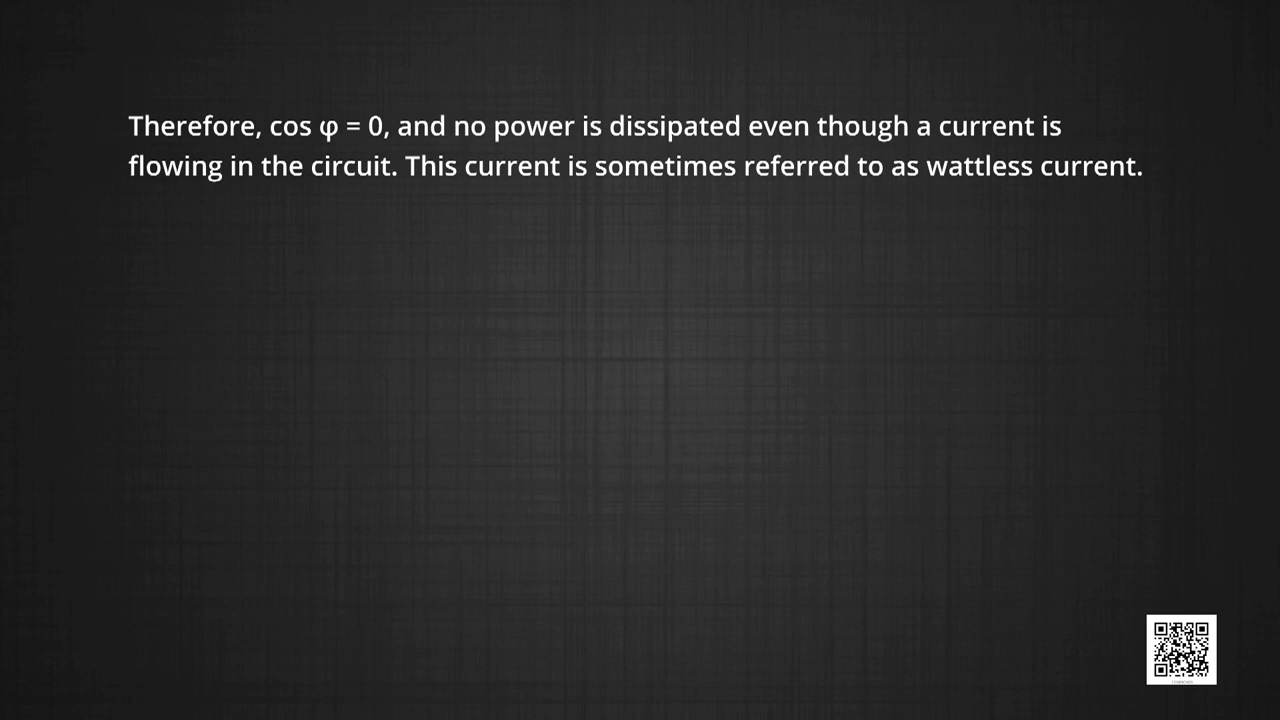 Therefore, cos φ = 0, and no power is dissipated even though a current is
flowing in the circuit. This current is sometimes referred to as wattless current.